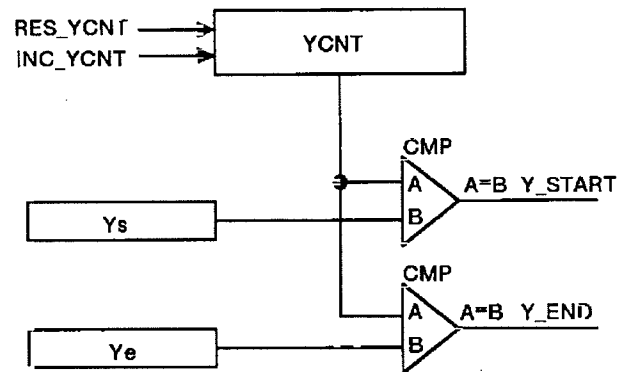 RES_YCNT
INC_YCNT
YCNT
CMP
A
B
A=B Y_START
Ys
CMP
A
B
A=B Y_END
Ye